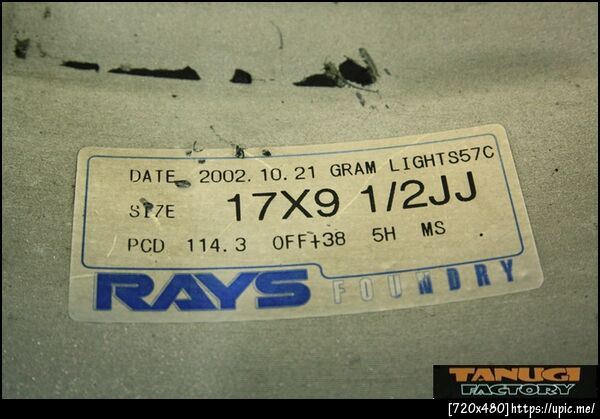 DATE 2002.10.21 GRAM LIGHTS57C
SIZE 17X9 1/2JJ
PCD 114.3 OFF+38 5H MS
RAYS FOUNDRY
TANUGI
FACTORY
[720x480]https://upic.me/